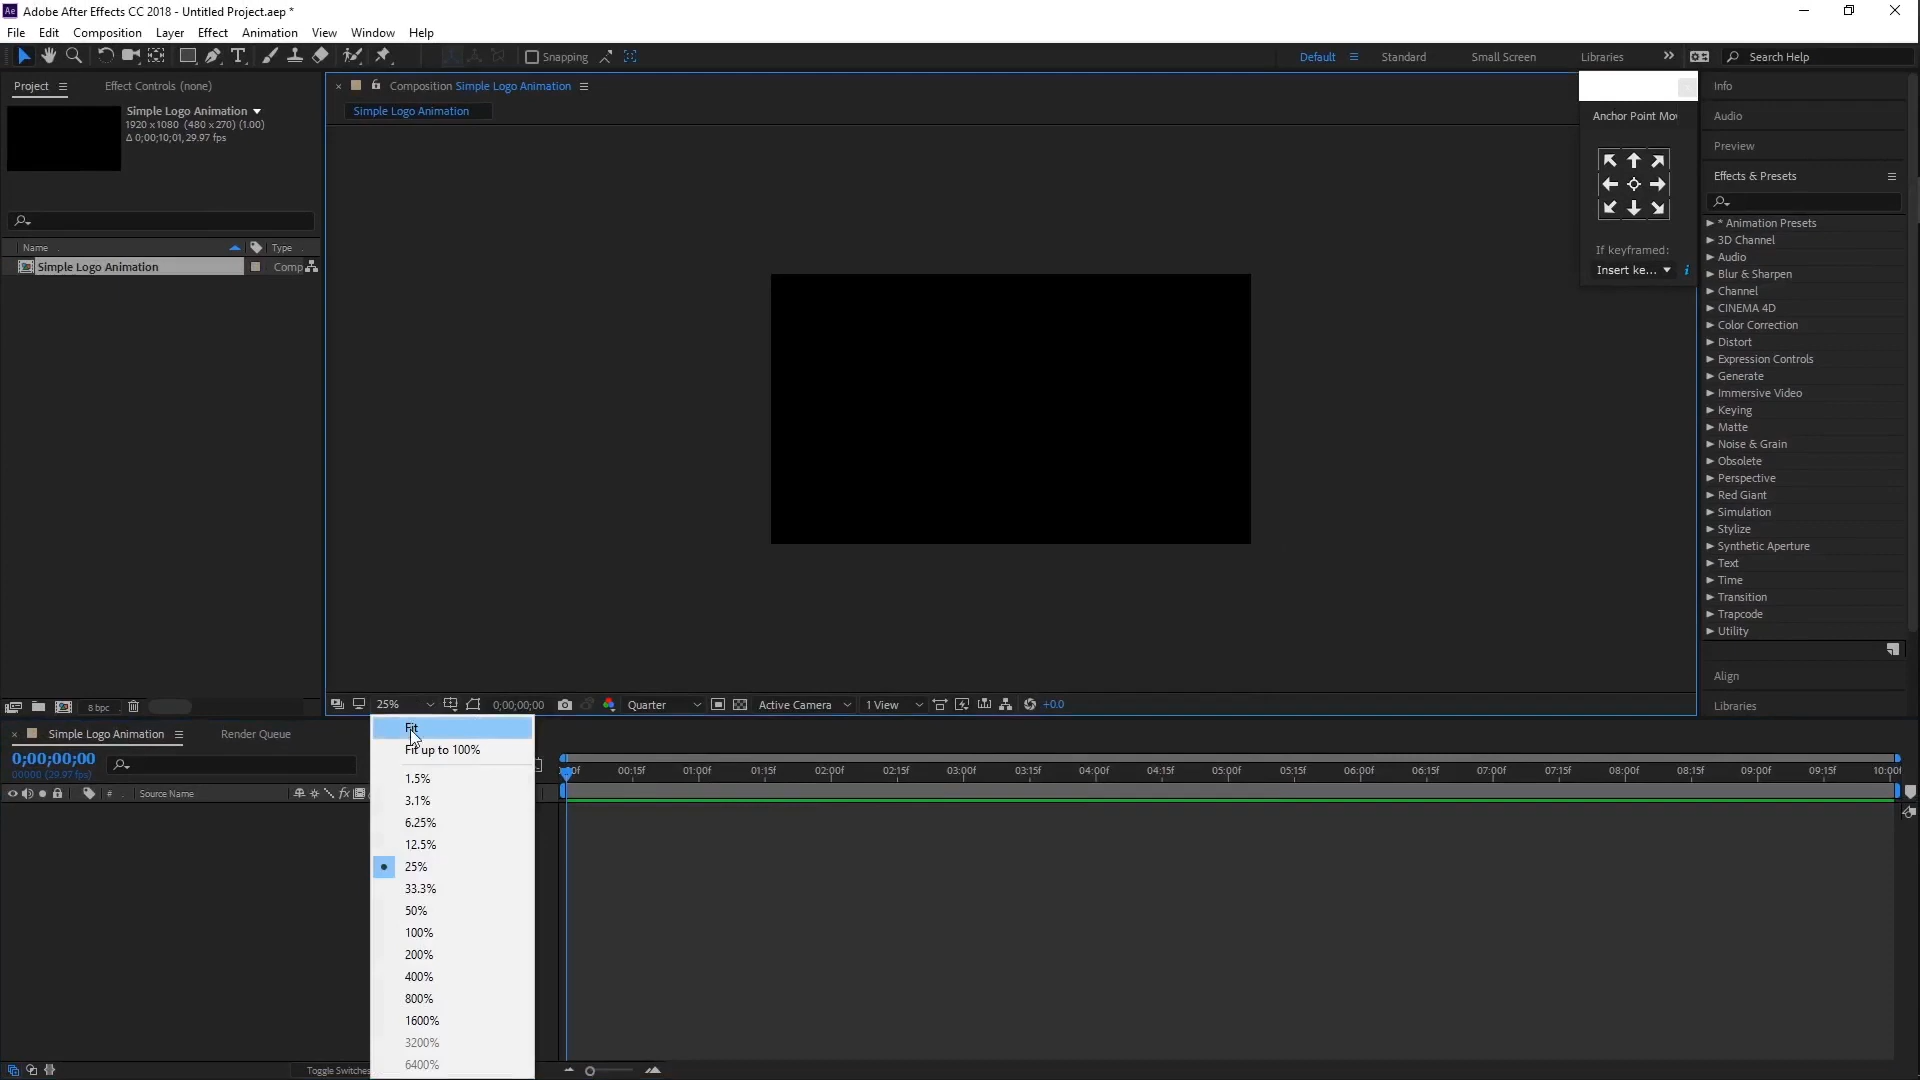 Adobe After Effects CC 2018 - Untitled Project.aep *
File Edit Composition Layer Effect Animation View Window Help
Snapping
Default Standard Small Screen Libraries Search Help
Project Effect Controls (none)
Simple Logo Animation
1920 x1080 (480 x270) (1.00)
Δ 0;00;10;01, 29.97 fps
Name Type
Simple Logo Animation Comp
Composition Simple Logo Animation
Simple Logo Animation
Anchor Point Mov
If keyframed:
Insert ke...
Info
Audio
Preview
Effects & Presets
* Animation Presets
3D Channel
Audio
Blur & Sharpen
Channel
CINEMA 4D
Color Correction
Distort
Expression Controls
Generate
Immersive Video
Keying
Matte
Noise & Grain
Obsolete
Perspective
Red Giant
Simulation
Stylize
Synthetic Aperture
Text
Time
Transition
Trapcode
Utility
Align
Libraries
8 bpc
25% 0;00;00;00 Quarter Active Camera 1 View +0.0
Simple Logo Animation Render Queue
0;00;00;00
00000 (29.97 fps)
# Source Name fx
Fit
Fit up to 100%
1.5%
3.1%
6.25%
12.5%
25%
33.3%
50%
100%
200%
400%
800%
1600%
3200%
6400%
00f 00:15f 01:00f 01:15f 02:00f 02:15f 03:00f 03:15f 04:00f 04:15f 05:00f 05:15f 06:00f 06:15f 07:00f 07:15f 08:00f 08:15f 09:00f 09:15f 10:00f
Toggle Switches